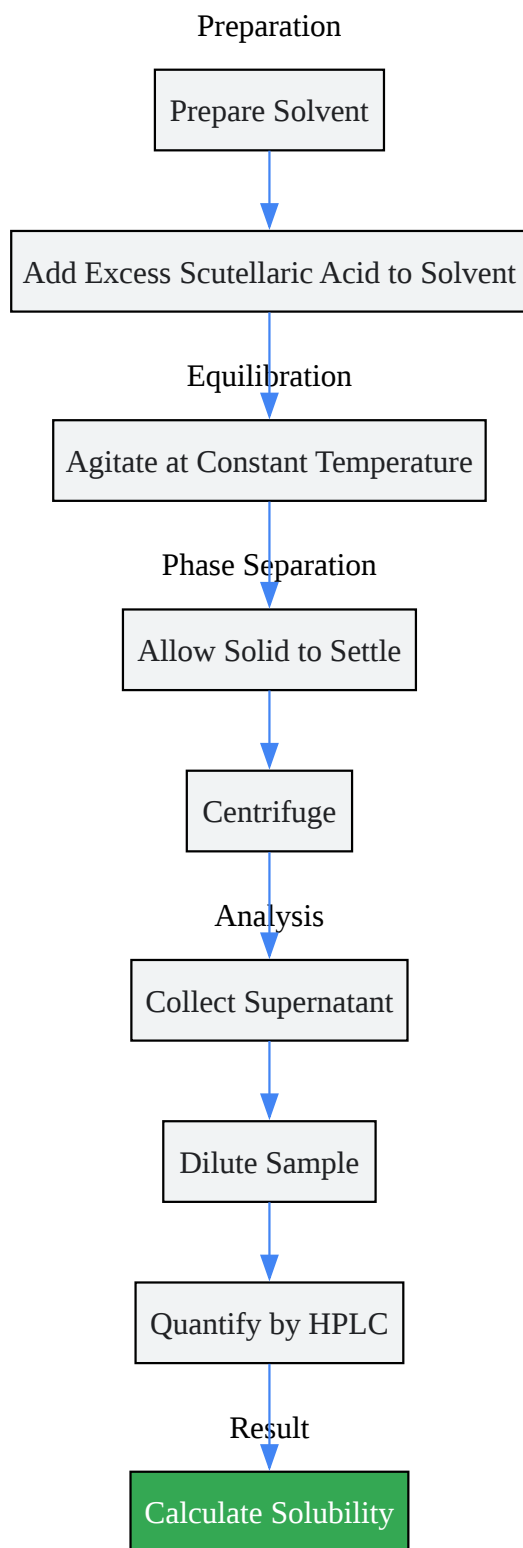 Preparation
Prepare Solvent
Add Excess Scutellaric Acid to Solvent
Equilibration
Agitate at Constant Temperature
Phase Separation
Allow Solid to Settle
Centrifuge
Analysis
Collect Supernatant
Dilute Sample
Quantify by HPLC
Result
Calculate Solubility